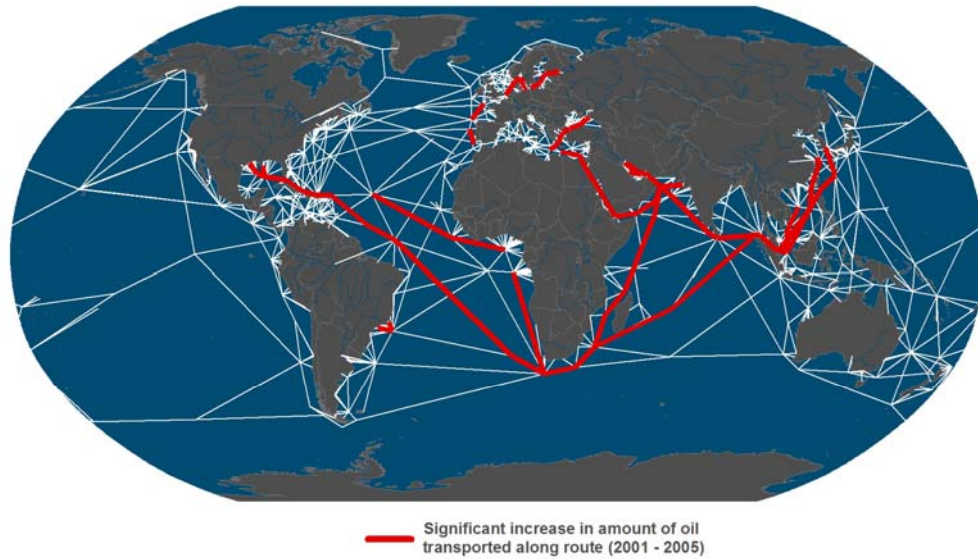 Significant increase in amount of oil
transported along route (2001 - 2005)